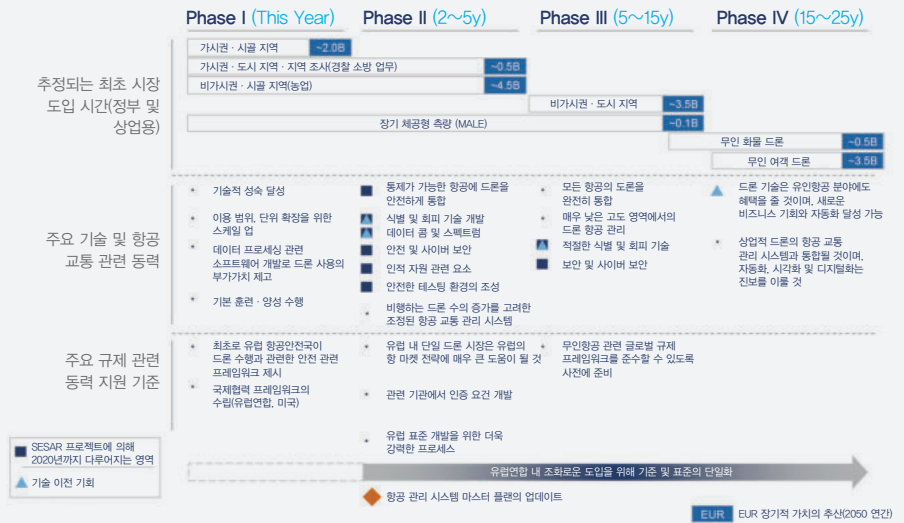 Phase I (This Year)
Phase II (2~5y)
Phase III (5~15y)
Phase IV (15~25y)
추정되는 최초 시장
도입 시간(정부 및
상업용)
가시권·시골 지역 ~2.0B
가시권·도시 지역·지역 조사(경찰 소방 업무) ~0.5B
비가시권·시골 지역(농업) ~4.5B
비가시권·도시 지역 ~3.5B
장기 체공형 측량 (MALE) ~0.1B
무인 화물 드론 ~0.5B
무인 여객 드론 ~3.5B
주요 기술 및 항공
교통 관련 동력
기술적 성숙 달성
이용 범위, 단위 확장을 위한
스케일 업
데이터 프로세싱 관련
소프트웨어 개발로 드론 사용의
부가가치 제고
기본 훈련·양성 수행
통제가 가능한 항공에 드론을
안전하게 통합
식별 및 회피 기술 개발
데이터 콤 및 스펙트럼
안전 및 사이버 보안
인적 자원 관련 요소
안전한 테스팅 환경의 조성
비행하는 드론 수의 증가를 고려한
조정된 항공 교통 관리 시스템
모든 항공의 도론을
완전히 통합
매우 낮은 고도 영역에서의
드론 항공 관리
적절한 식별 및 회피 기술
보안 및 사이버 보안
드론 기술은 유인항공 분야에도
혜택을 줄 것이며, 새로운
비즈니스 기회와 자동화 달성 가능
상업적 드론의 항공 교통
관리 시스템과 통합될 것이며,
자동화, 시각화 및 디지털화는
진보를 이룰 것
주요 규제 관련
동력 지원 기준
최초로 유럽 항공안전국이
드론 수행과 관련한 안전 관련
프레임워크 제시
국제협력 프레임워크의
수립(유럽연합, 미국)
유럽 내 단일 드론 시장은 유럽의
항 마켓 전략에 매우 큰 도움이 될 것
관련 기관에서 인증 요건 개발
유럽 표준 개발을 위한 더욱
강력한 프로세스
무인항공 관련 글로벌 규제
프레임워크를 준수할 수 있도록
사전에 준비
SESAR 프로젝트에 의해
2020년까지 다루어지는 영역
기술 이전 기회
유럽연합 내 조화로운 도입을 위해 기준 및 표준의 단일화
항공 관리 시스템 마스터 플랜의 업데이트
EUR EUR 장기적 가치의 추산(2050 연간)